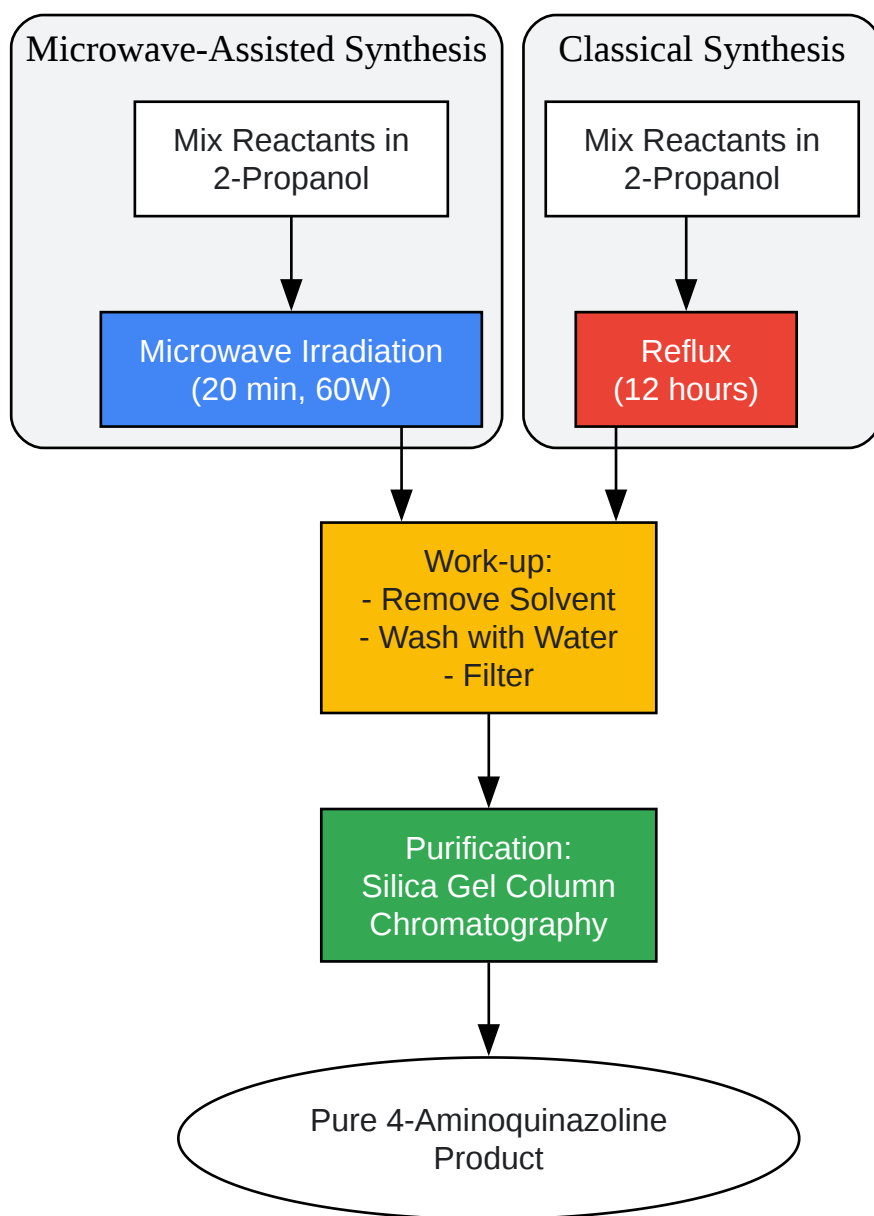 Microwave-Assisted Synthesis
Mix Reactants in
2-Propanol
Microwave Irradiation
(20 min, 60W)
Classical Synthesis
Mix Reactants in
2-Propanol
Reflux
(12 hours)
Work-up:
- Remove Solvent
- Wash with Water
- Filter
Purification:
Silica Gel Column
Chromatography
Pure 4-Aminoquinazoline
Product